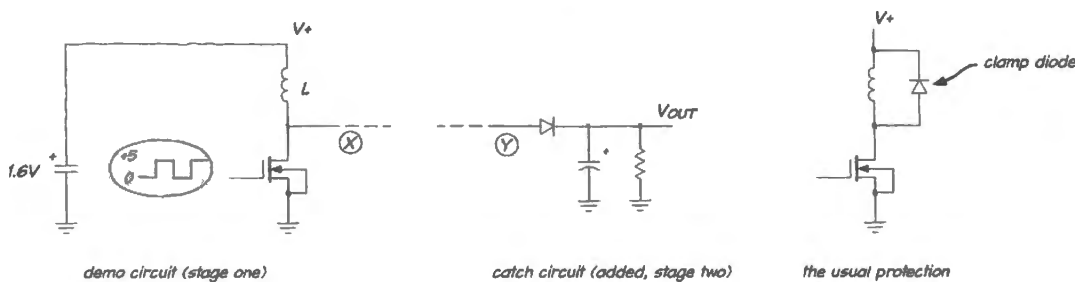 V+
L
X
+5
0
1.6V
+
demo circuit (stage one)
VOUT
Y
+
catch circuit (added, stage two)
V+
clamp diode
the usual protection